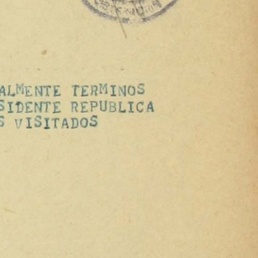 ALMENTE TERMINOS
SIDENTE REPUBLICA
S VISITADOS